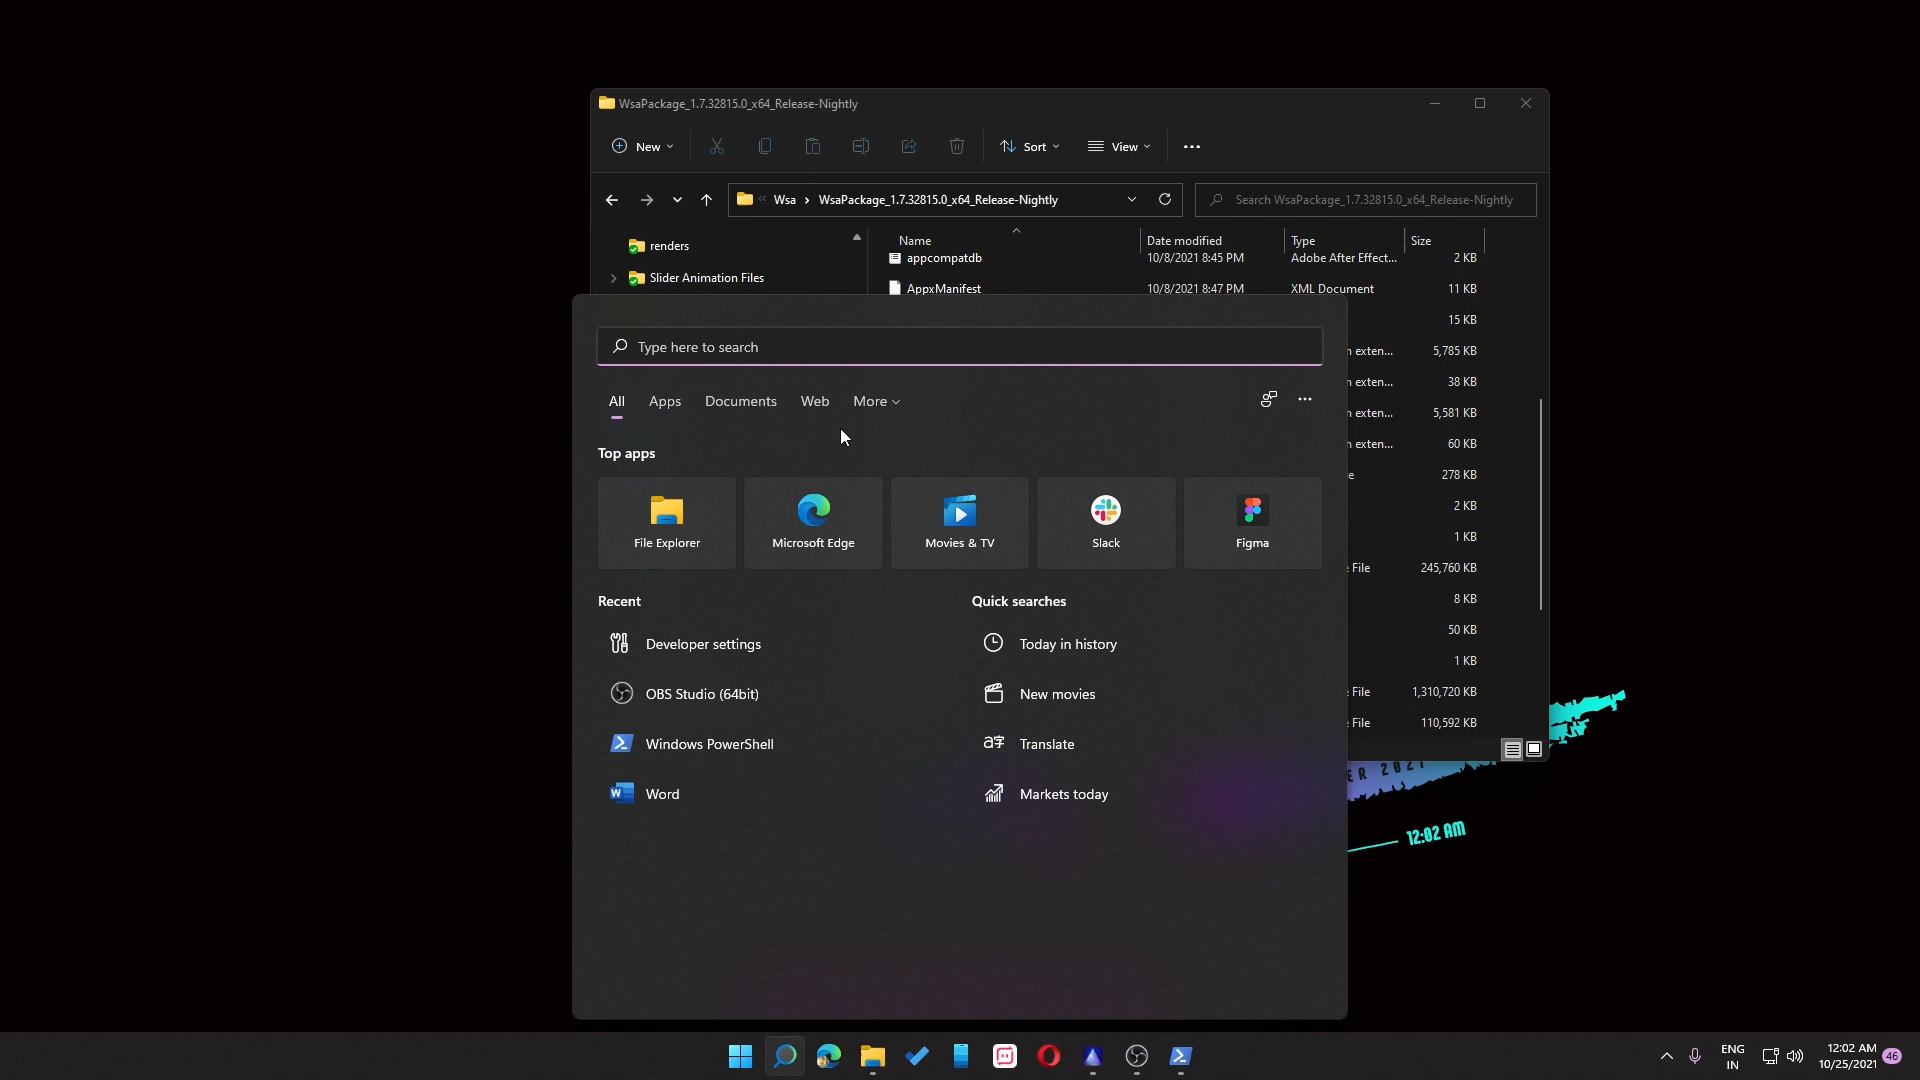 WsaPackage_1.7.32815.0_x64_Release-Nightly
New
Sort
View
Wsa > WsaPackage_1.7.32815.0_x64_Release-Nightly
Search WsaPackage_1.7.32815.0_x64_Release-Nightly
renders
Slider Animation Files
Name Date modified Type Size
appcompatdb 10/8/2021 8:45 PM Adobe After Effect... 2 KB
AppxManifest 10/8/2021 8:47 PM XML Document 11 KB
15 KB
exten... 5,785 KB
exten... 38 KB
exten... 5,581 KB
exten... 60 KB
278 KB
2 KB
1 KB
File 245,760 KB
8 KB
50 KB
1 KB
File 1,310,720 KB
File 110,592 KB
Type here to search
All Apps Documents Web More
Top apps
File Explorer
Microsoft Edge
Movies & TV
Slack
Figma
Recent
Developer settings
OBS Studio (64bit)
Windows PowerShell
Word
Quick searches
Today in history
New movies
Translate
Markets today
ER 2021
12:02 AM
ENG
IN
12:02 AM
10/25/2021
46